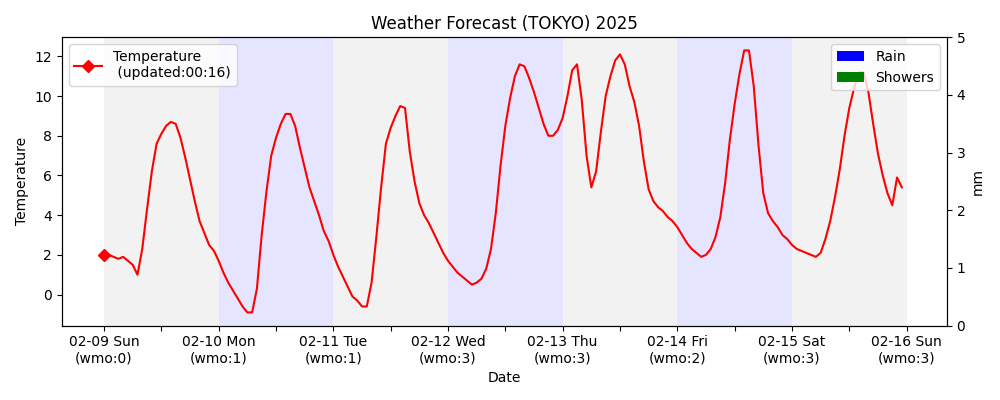 Weather Forecast (TOKYO) 2025
Temperature
(updated:00:16)
Rain
Showers
12
10
8
6
4
2
0
Temperature
5
4
3
2
1
0
mm
02-09 Sun
(wmo:0)
02-10 Mon
(wmo:1)
02-11 Tue
(wmo:1)
02-12 Wed
(wmo:3)
02-13 Thu
(wmo:3)
02-14 Fri
(wmo:2)
02-15 Sat
(wmo:3)
02-16 Sun
(wmo:3)
Date